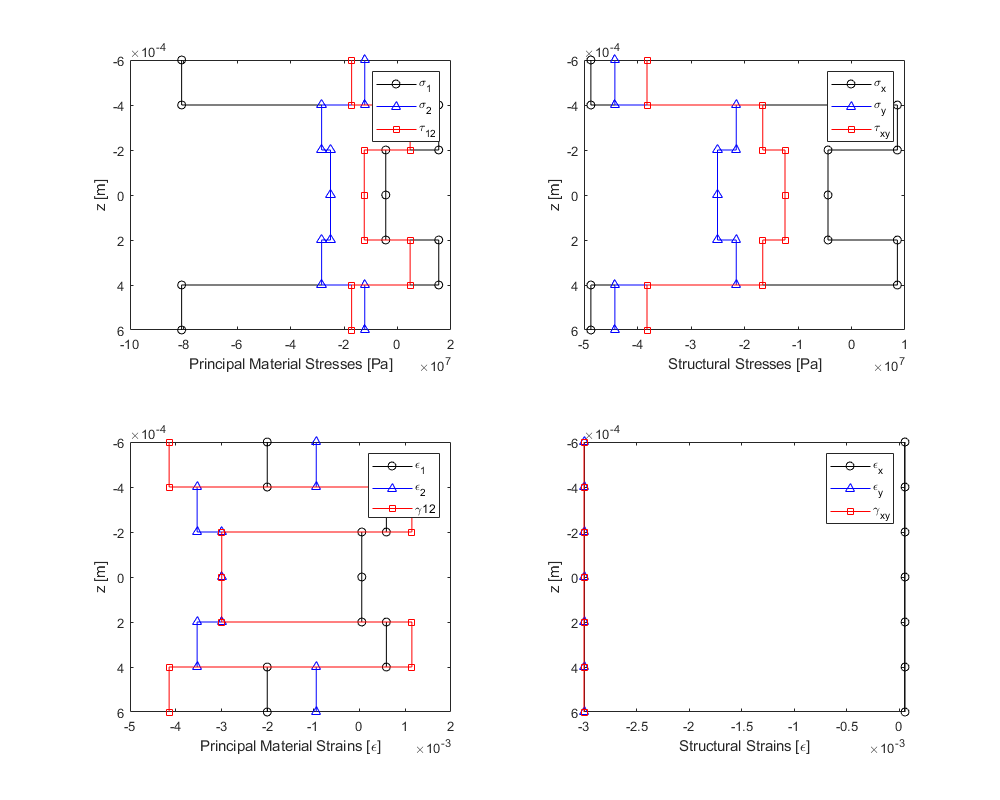 ×10⁻⁴
-6
-4
-2
0
2
4
6
z [m]
-10 -8 -6 -4 -2 0 2
Principal Material Stresses [Pa]
×10⁷
σ₁
σ₂
τ₁₂
×10⁻⁴
-6
-4
-2
0
2
4
6
z [m]
-5 -4 -3 -2 -1 0 1
Structural Stresses [Pa]
×10⁷
σx
σy
τxy
×10⁻⁴
-6
-4
-2
0
2
4
6
z [m]
-5 -4 -3 -2 -1 0 1 2
Principal Material Strains [ϵ]
×10⁻³
ϵ₁
ϵ₂
γ12
×10⁻⁴
-6
-4
-2
0
2
4
6
z [m]
-3 -2.5 -2 -1.5 -1 -0.5 0
Structural Strains [ϵ]
×10⁻³
ϵx
ϵy
γxy